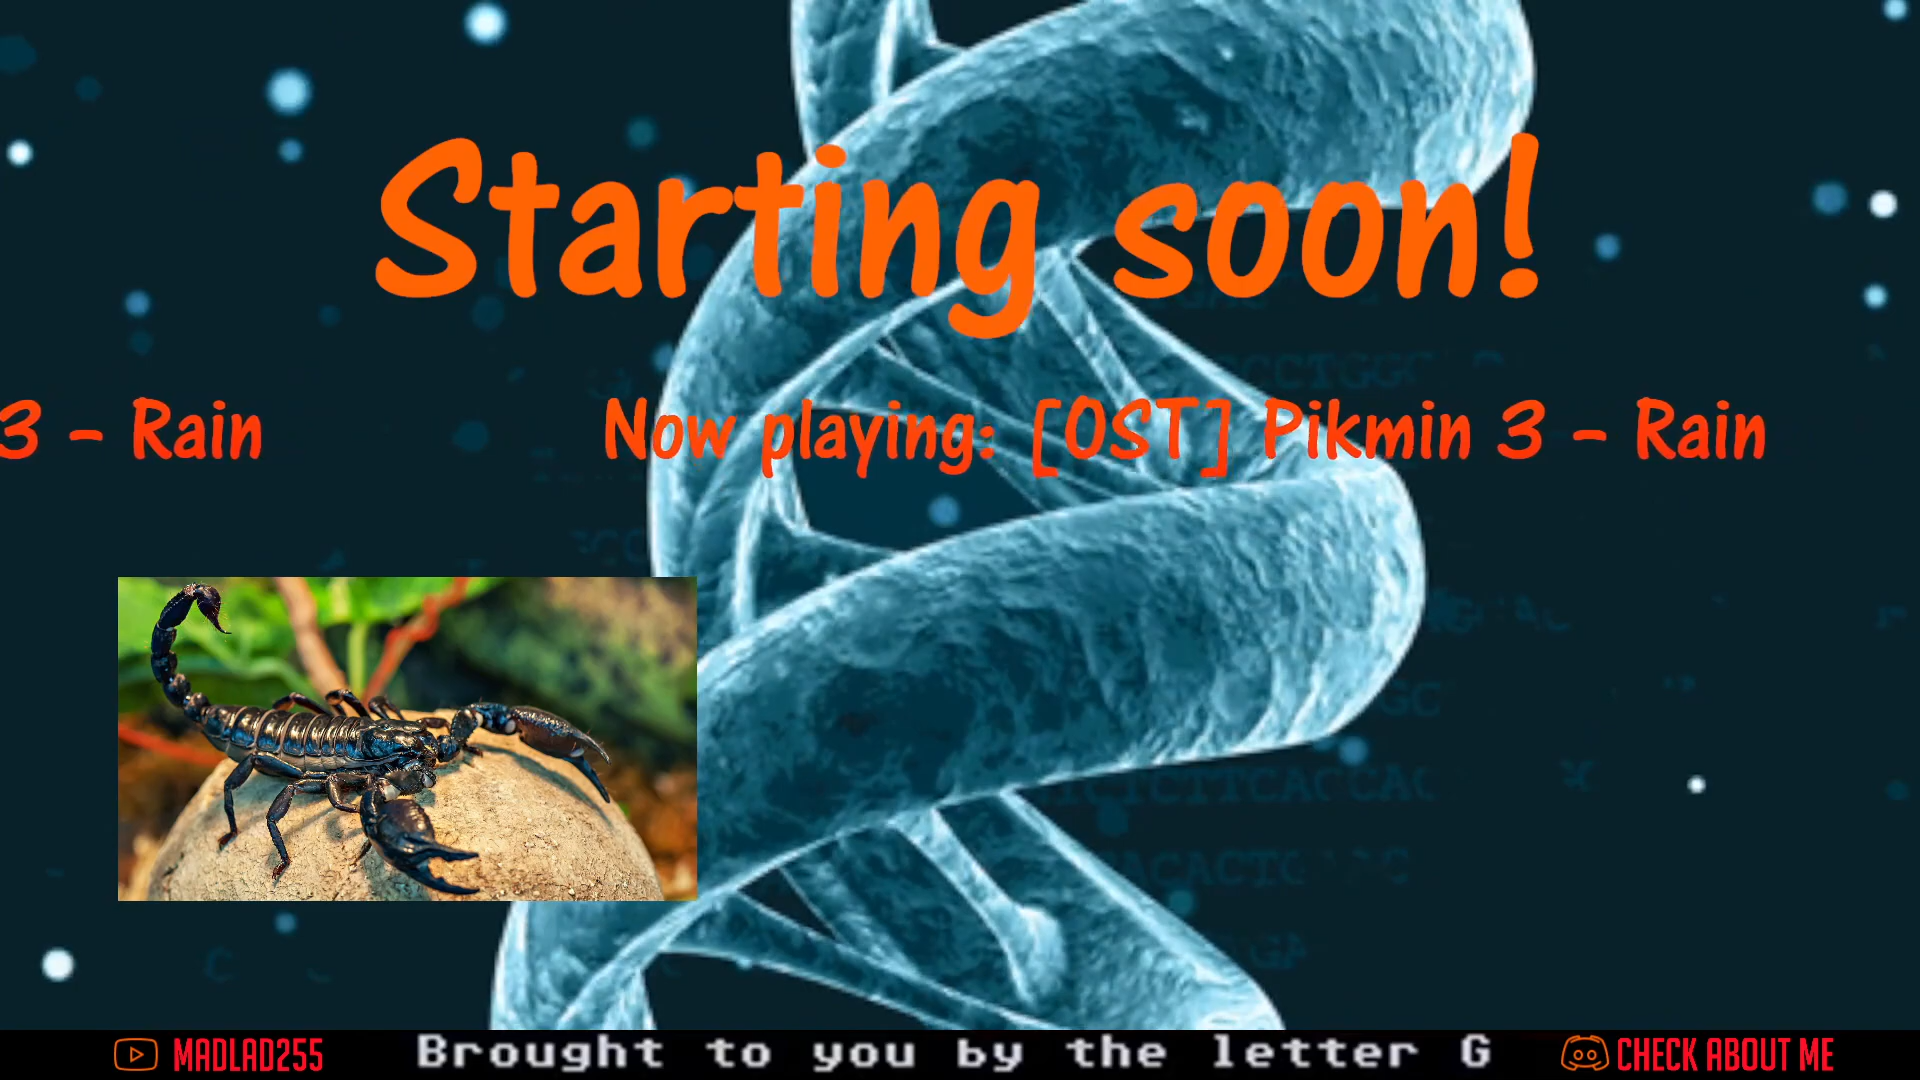 Starting soon!
3 - Rain Now playing: [OST] Pikmin 3 - Rain
MADLAD255 Brought to you by the letter G CHECK ABOUT ME